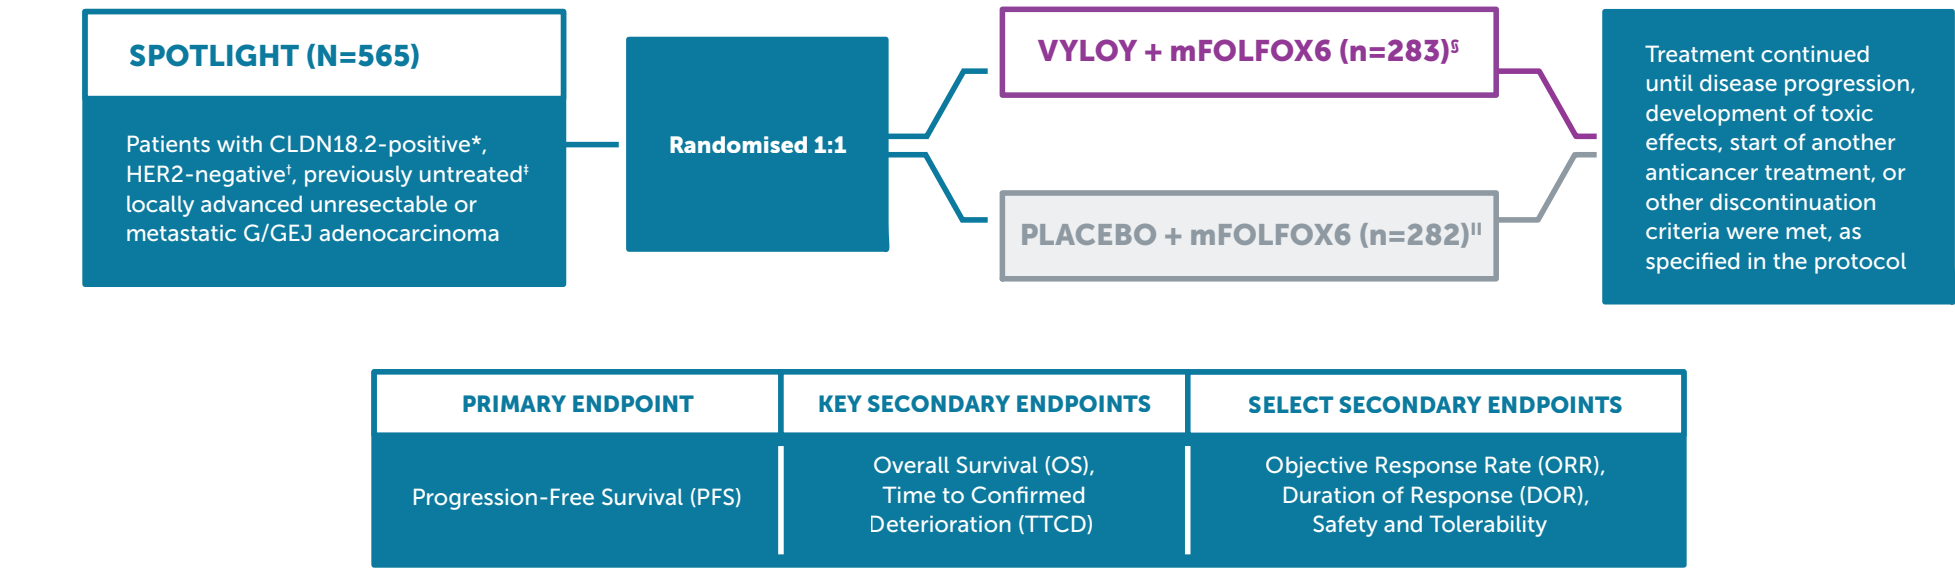 SPOTLIGHT (N=565)
Patients with CLDN18.2-positive*,
HER2-negative†, previously untreated‡
locally advanced unresectable or
metastatic G/GEJ adenocarcinoma
Randomised 1:1
VYLOY + mFOLFOX6 (n=283)§
PLACEBO + mFOLFOX6 (n=282)||
Treatment continued
until disease progression,
development of toxic
effects, start of another
anticancer treatment, or
other discontinuation
criteria were met, as
specified in the protocol
PRIMARY ENDPOINT
Progression-Free Survival (PFS)
KEY SECONDARY ENDPOINTS
Overall Survival (OS),
Time to Confirmed
Deterioration (TTCD)
SELECT SECONDARY ENDPOINTS
Objective Response Rate (ORR),
Duration of Response (DOR),
Safety and Tolerability